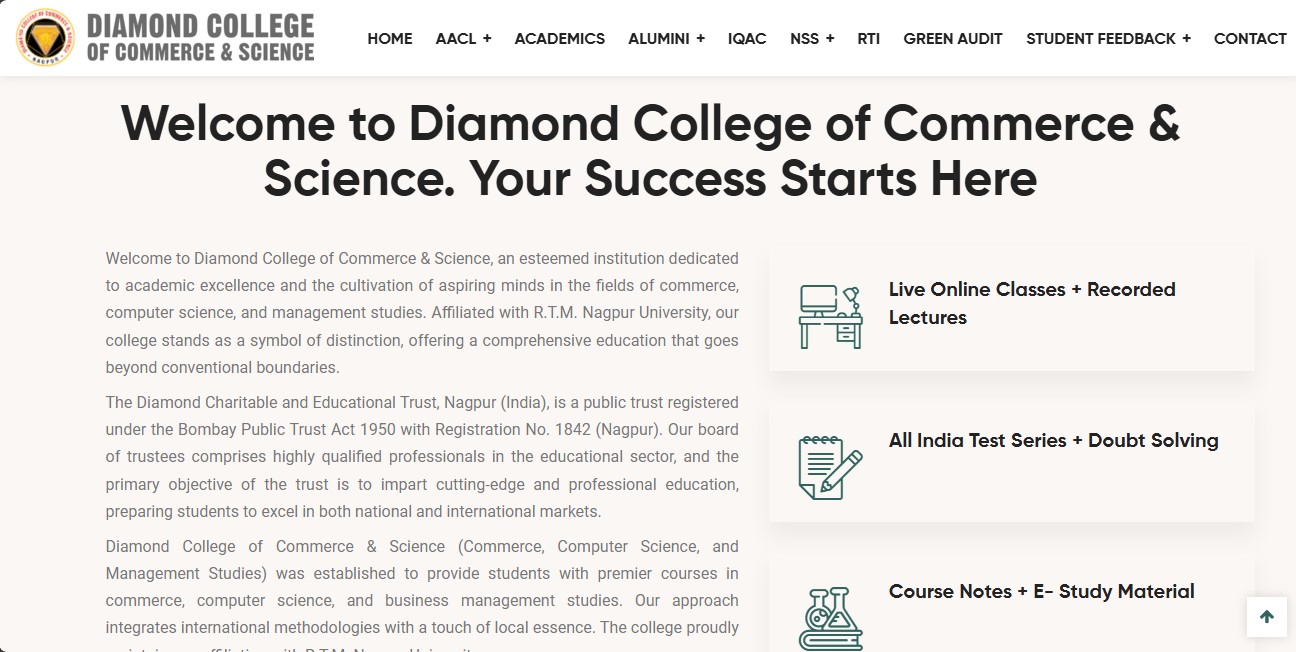 DIAMOND COLLEGE
OF COMMERCE & SCIENCE
NAGPUR
HOME AACL + ACADEMICS ALUMINI + IQAC NSS + RTI GREEN AUDIT STUDENT FEEDBACK + CONTACT
Welcome to Diamond College of Commerce &
Science. Your Success Starts Here
Welcome to Diamond College of Commerce & Science, an esteemed institution dedicated
to academic excellence and the cultivation of aspiring minds in the fields of commerce,
computer science, and management studies. Affiliated with R.T.M. Nagpur University, our
college stands as a symbol of distinction, offering a comprehensive education that goes
beyond conventional boundaries.
The Diamond Charitable and Educational Trust, Nagpur (India), is a public trust registered
under the Bombay Public Trust Act 1950 with Registration No. 1842 (Nagpur). Our board
of trustees comprises highly qualified professionals in the educational sector, and the
primary objective of the trust is to impart cutting-edge and professional education,
preparing students to excel in both national and international markets.
Diamond College of Commerce & Science (Commerce, Computer Science, and
Management Studies) was established to provide students with premier courses in
commerce, computer science, and business management studies. Our approach
integrates international methodologies with a touch of local essence. The college proudly
Live Online Classes + Recorded
Lectures
All India Test Series + Doubt Solving
Course Notes + E- Study Material